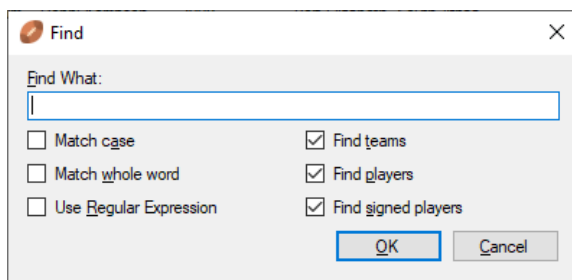 Find
Find What:
Match case
Find teams
Match whole word
Find players
Use Regular Expression
Find signed players
OK
Cancel